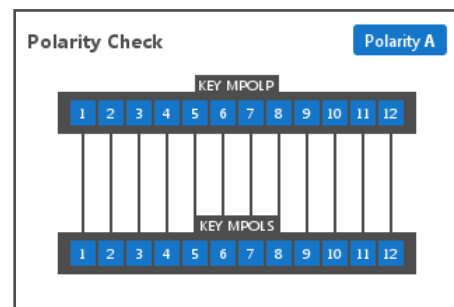 Polarity Check
Polarity A
KEY MPOLP
1 2 3 4 5 6 7 8 9 10 11 12
KEY MPOLS
1 2 3 4 5 6 7 8 9 10 11 12